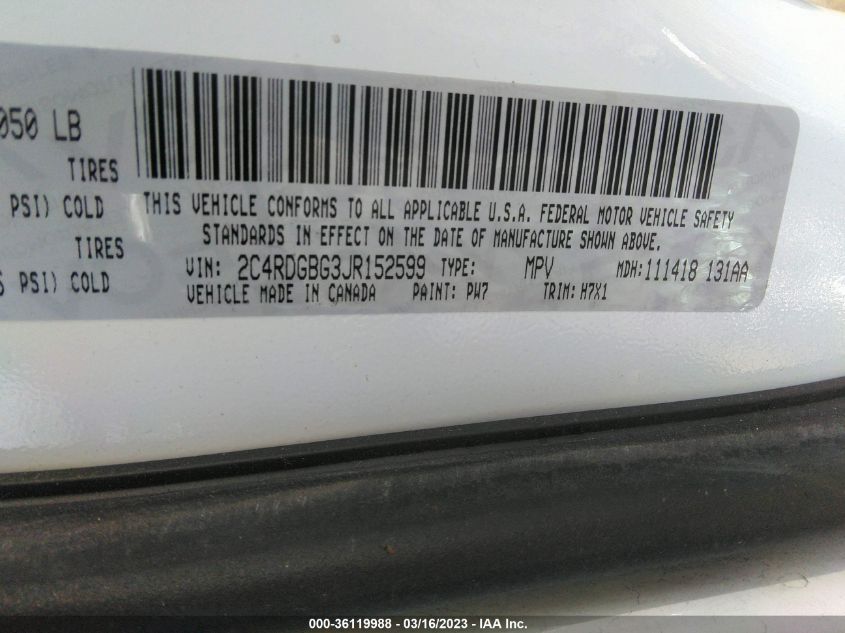 050 LB
TIRES
PSI) COLD
TIRES
PSI) COLD
THIS VEHICLE CONFORMS TO ALL APPLICABLE U.S.A. FEDERAL MOTOR VEHICLE SAFETY
STANDARDS IN EFFECT ON THE DATE OF MANUFACTURE SHOWN ABOVE.
VIN: 2C4RDGBG3JR152599 TYPE: MPV MDH:111418 131AA
VEHICLE MADE IN CANADA PAINT: PW7 TRIM: H7X1
000-36119988 - 03/16/2023 - IAA Inc.